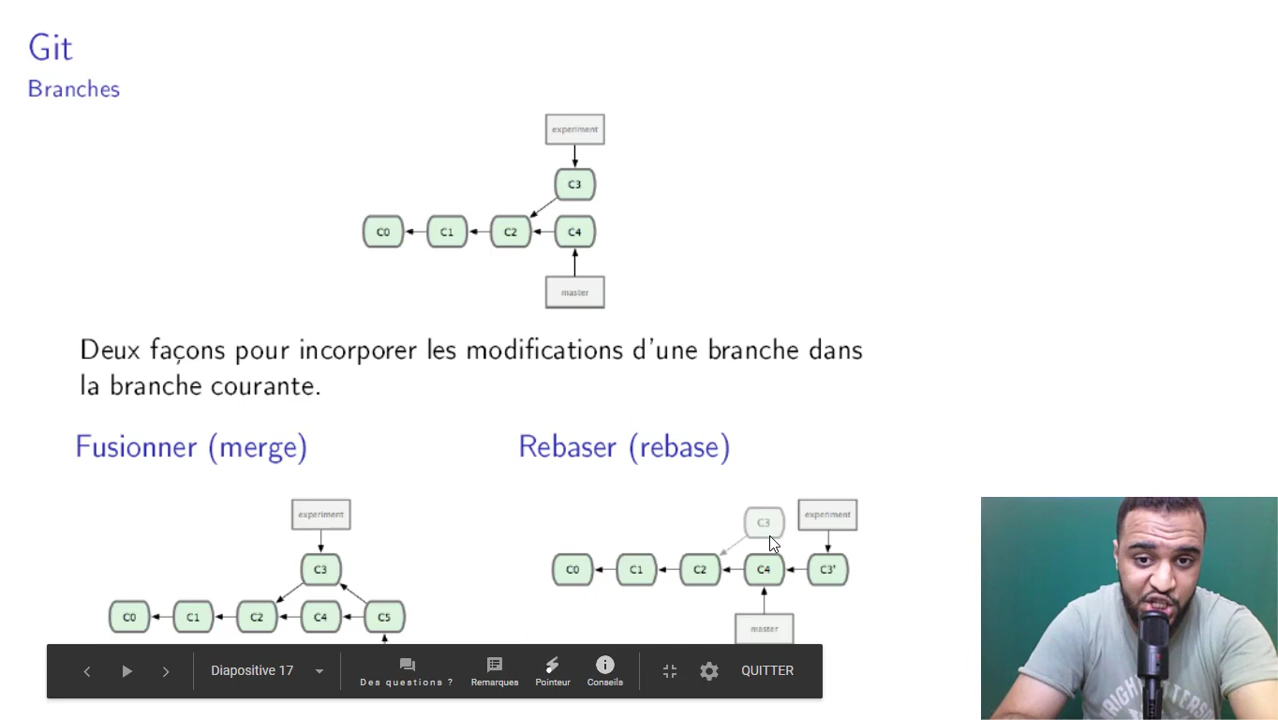 Git
Branches
experiment
C3
C0 C1 C2 C4
master
Deux façons pour incorporer les modifications d'une branche dans
la branche courante.
Fusionner (merge)
experiment
C3
C0 C1 C2 C4 C5
Rebaser (rebase)
C3 experiment
C0 C1 C2 C4 C3'
master
Diapositive 17
Des questions ?
Remarques
Pointeur
Conseils
QUITTER